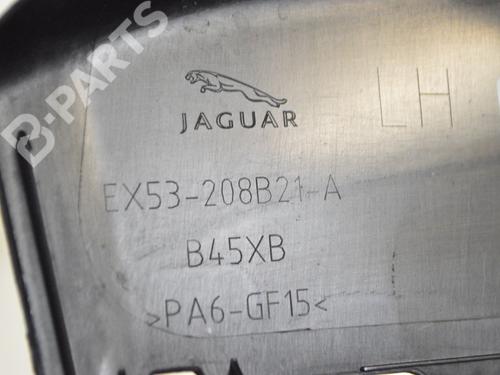 B-PARTS
JAGUAR
LH
EX53-208B21-A
B45XB
>PA6-GF15<